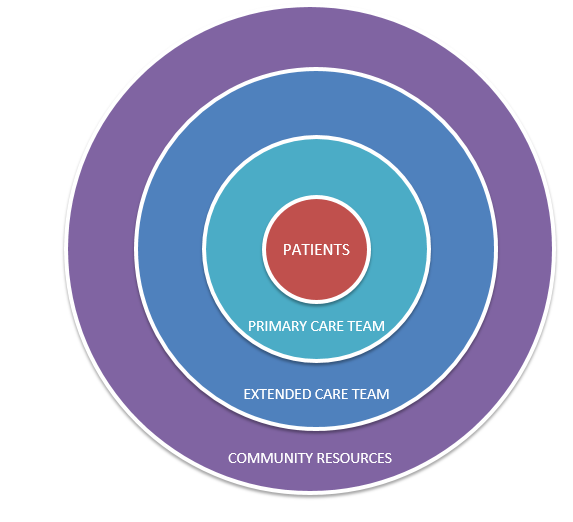 PATIENTS
PRIMARY CARE TEAM
EXTENDED CARE TEAM
COMMUNITY RESOURCES